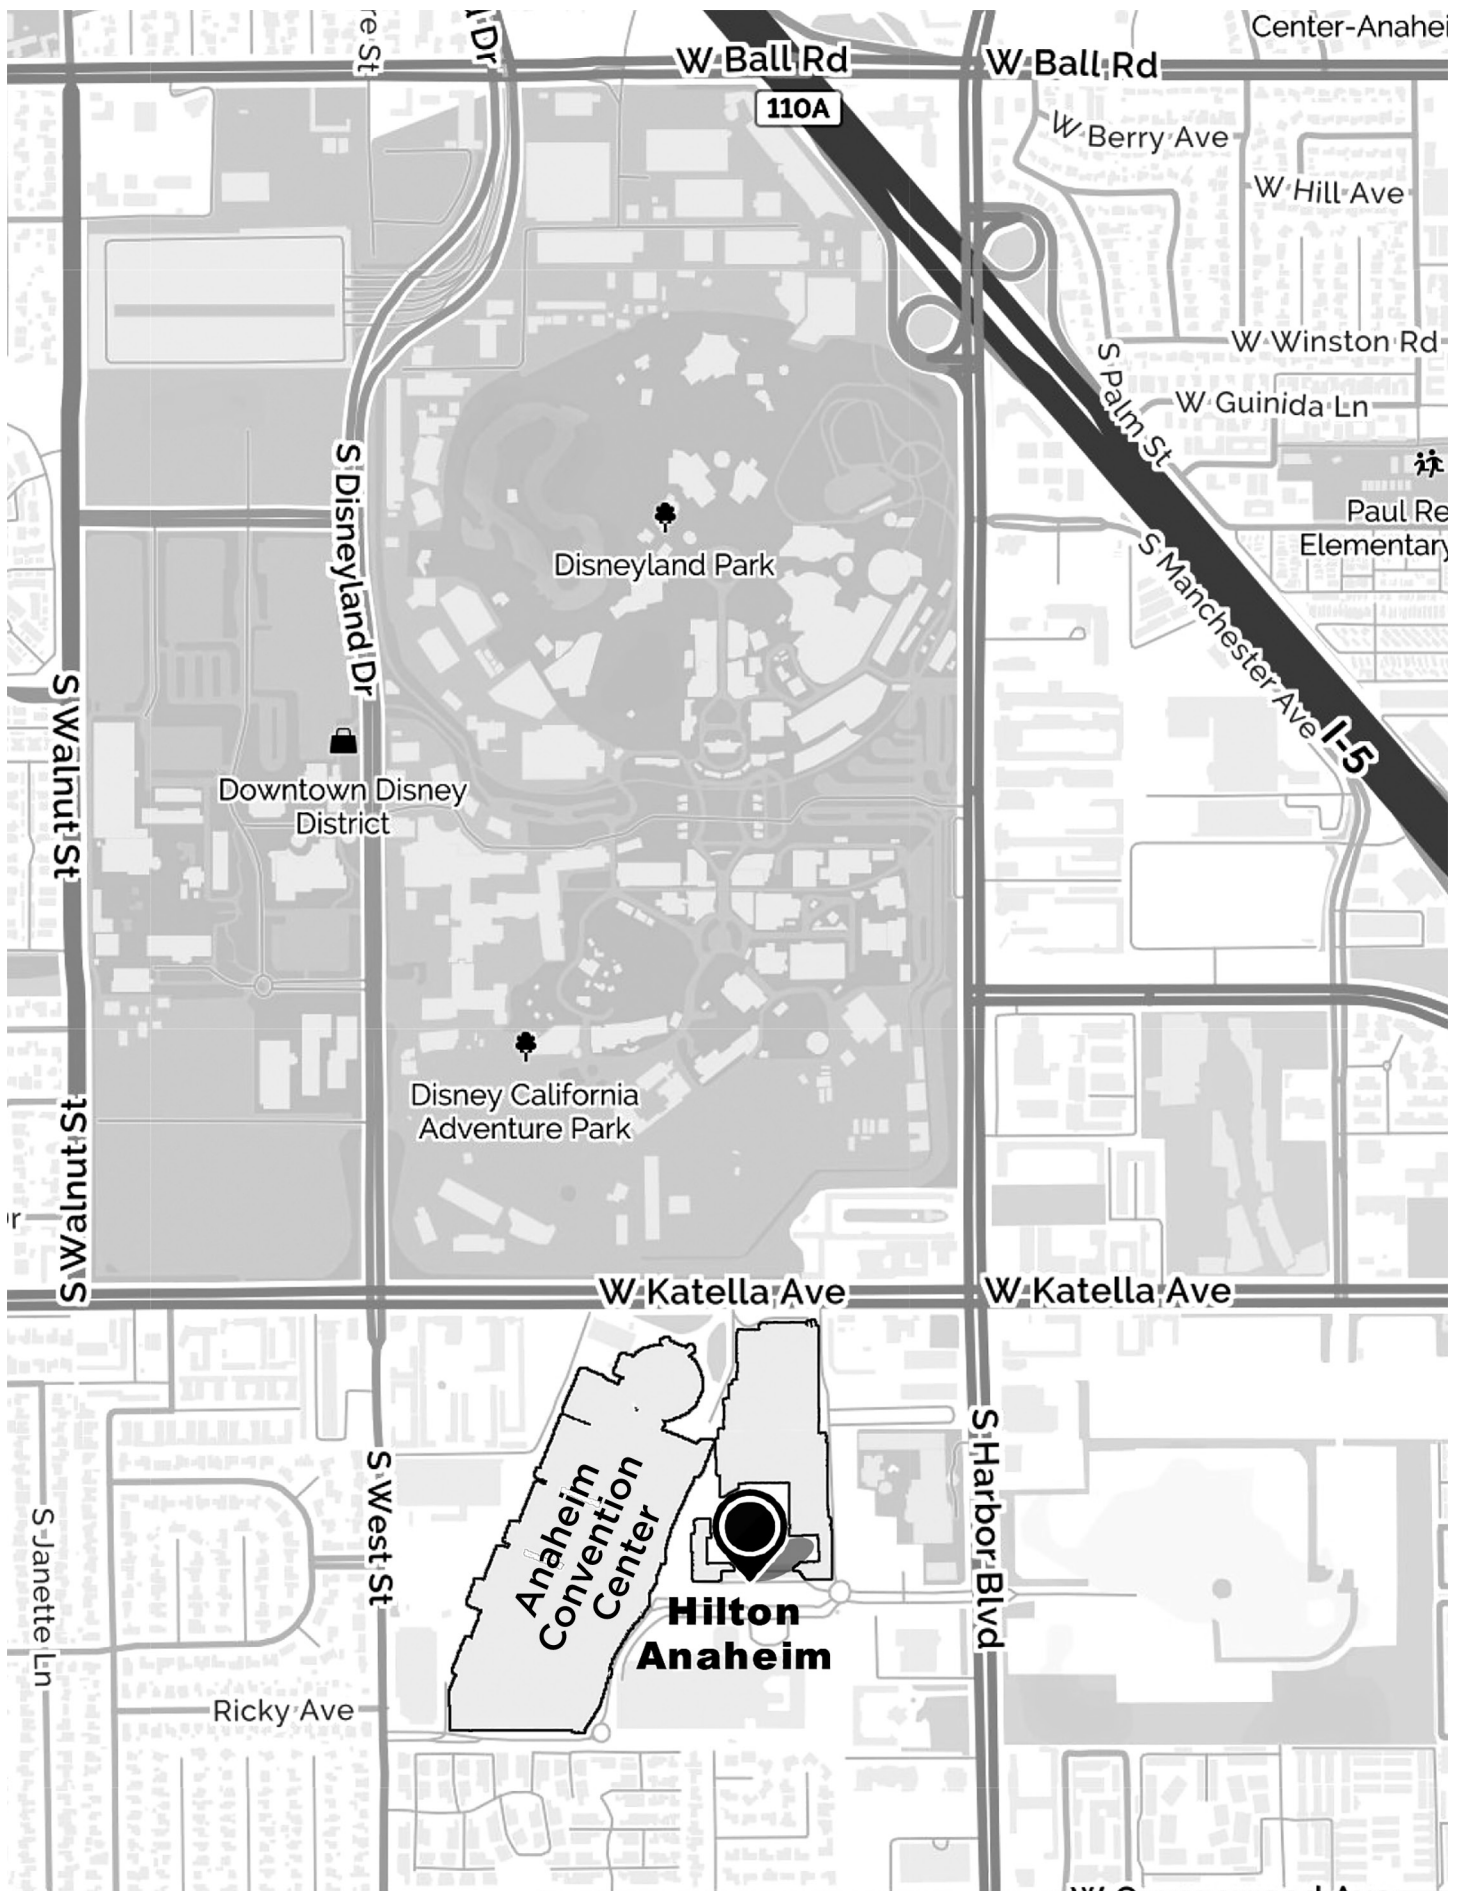 Center-Anahei
W Ball Rd
W Ball Rd
110A
W Berry Ave
W Hill Ave
W Winston Rd
W Guinida Ln
S Palm St
S Disneyland Dr
Disneyland Park
Paul Re
Elementary
S Manchester Ave
I-5
S Walnut St
Downtown Disney
District
Disney California
Adventure Park
S Walnut St
W Katella Ave
W Katella Ave
S Harbor Blvd
S West St
S Janette Ln
Anaheim
Convention
Center
Hilton
Anaheim
Ricky Ave